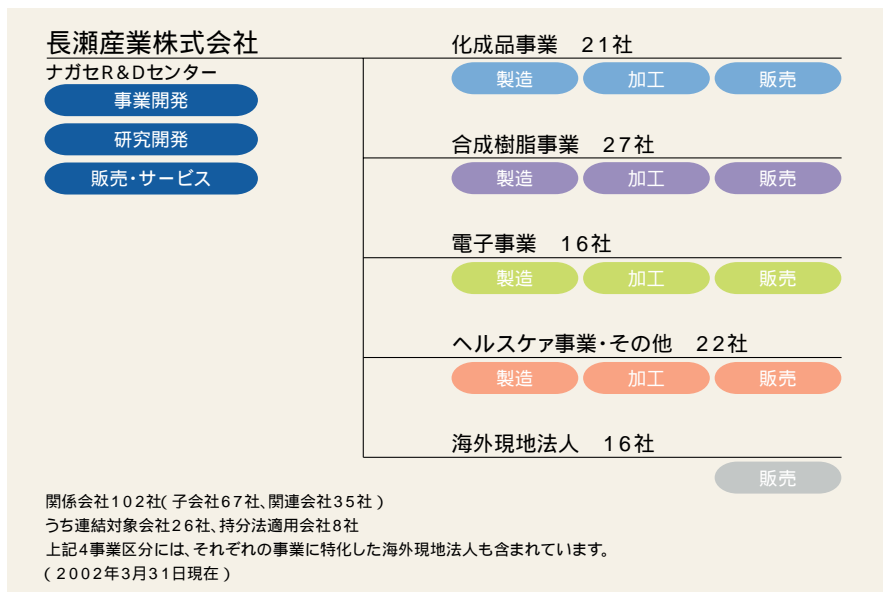 長瀬産業株式会社
ナガセR&Dセンター
事業開発
研究開発
販売・サービス
化成品事業　21社
製造　加工　販売
合成樹脂事業　27社
製造　加工　販売
電子事業　16社
製造　加工　販売
ヘルスケア事業・その他　22社
製造　加工　販売
海外現地法人　16社
販売
関係会社102社(子会社67社、関連会社35社)
うち連結対象会社26社、持分法適用会社8社
上記4事業区分には、それぞれの事業に特化した海外現地法人も含まれています。
(2002年3月31日現在)